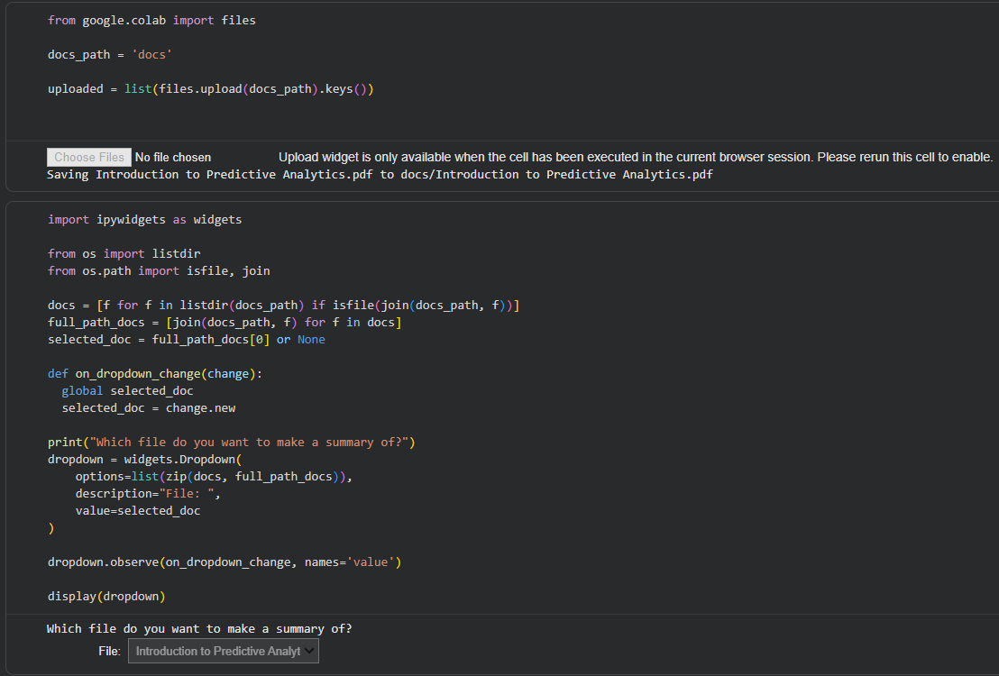 from google.colab import files
docs_path = 'docs'
uploaded = list(files.upload(docs_path).keys())
Choose Files No file chosen Upload widget is only available when the cell has been executed in the current browser session. Please rerun this cell to enable.
Saving Introduction to Predictive Analytics.pdf to docs/Introduction to Predictive Analytics.pdf
import ipywidgets as widgets
from os import listdir
from os.path import isfile, join
docs = [f for f in listdir(docs_path) if isfile(join(docs_path, f))]
full_path_docs = [join(docs_path, f) for f in docs]
selected_doc = full_path_docs[0] or None
def on_dropdown_change(change):
  global selected_doc
  selected_doc = change.new
print("Which file do you want to make a summary of?")
dropdown = widgets.Dropdown(
    options=list(zip(docs, full_path_docs)),
    description="File: ",
    value=selected_doc
)
dropdown.observe(on_dropdown_change, names='value')
display(dropdown)
Which file do you want to make a summary of?
File: Introduction to Predictive Analyt